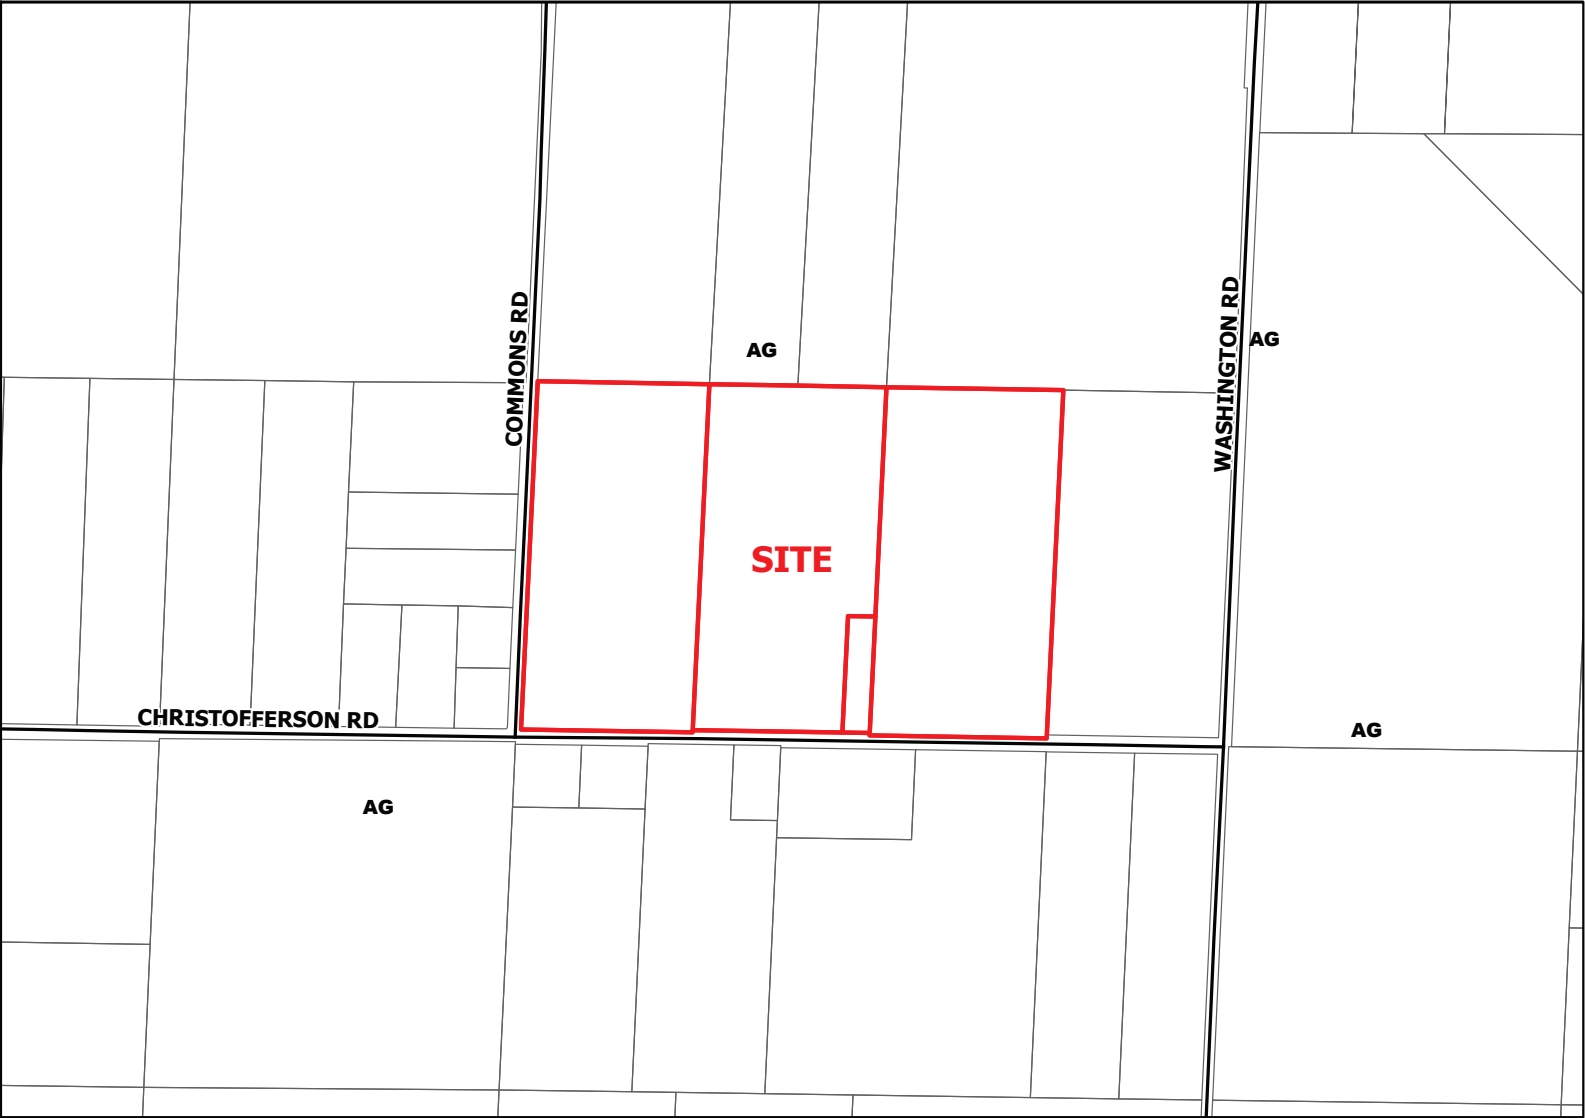 COMMONS RD
WASHINGTON RD
AG
AG
SITE
CHRISTOFFERSON RD
AG
AG